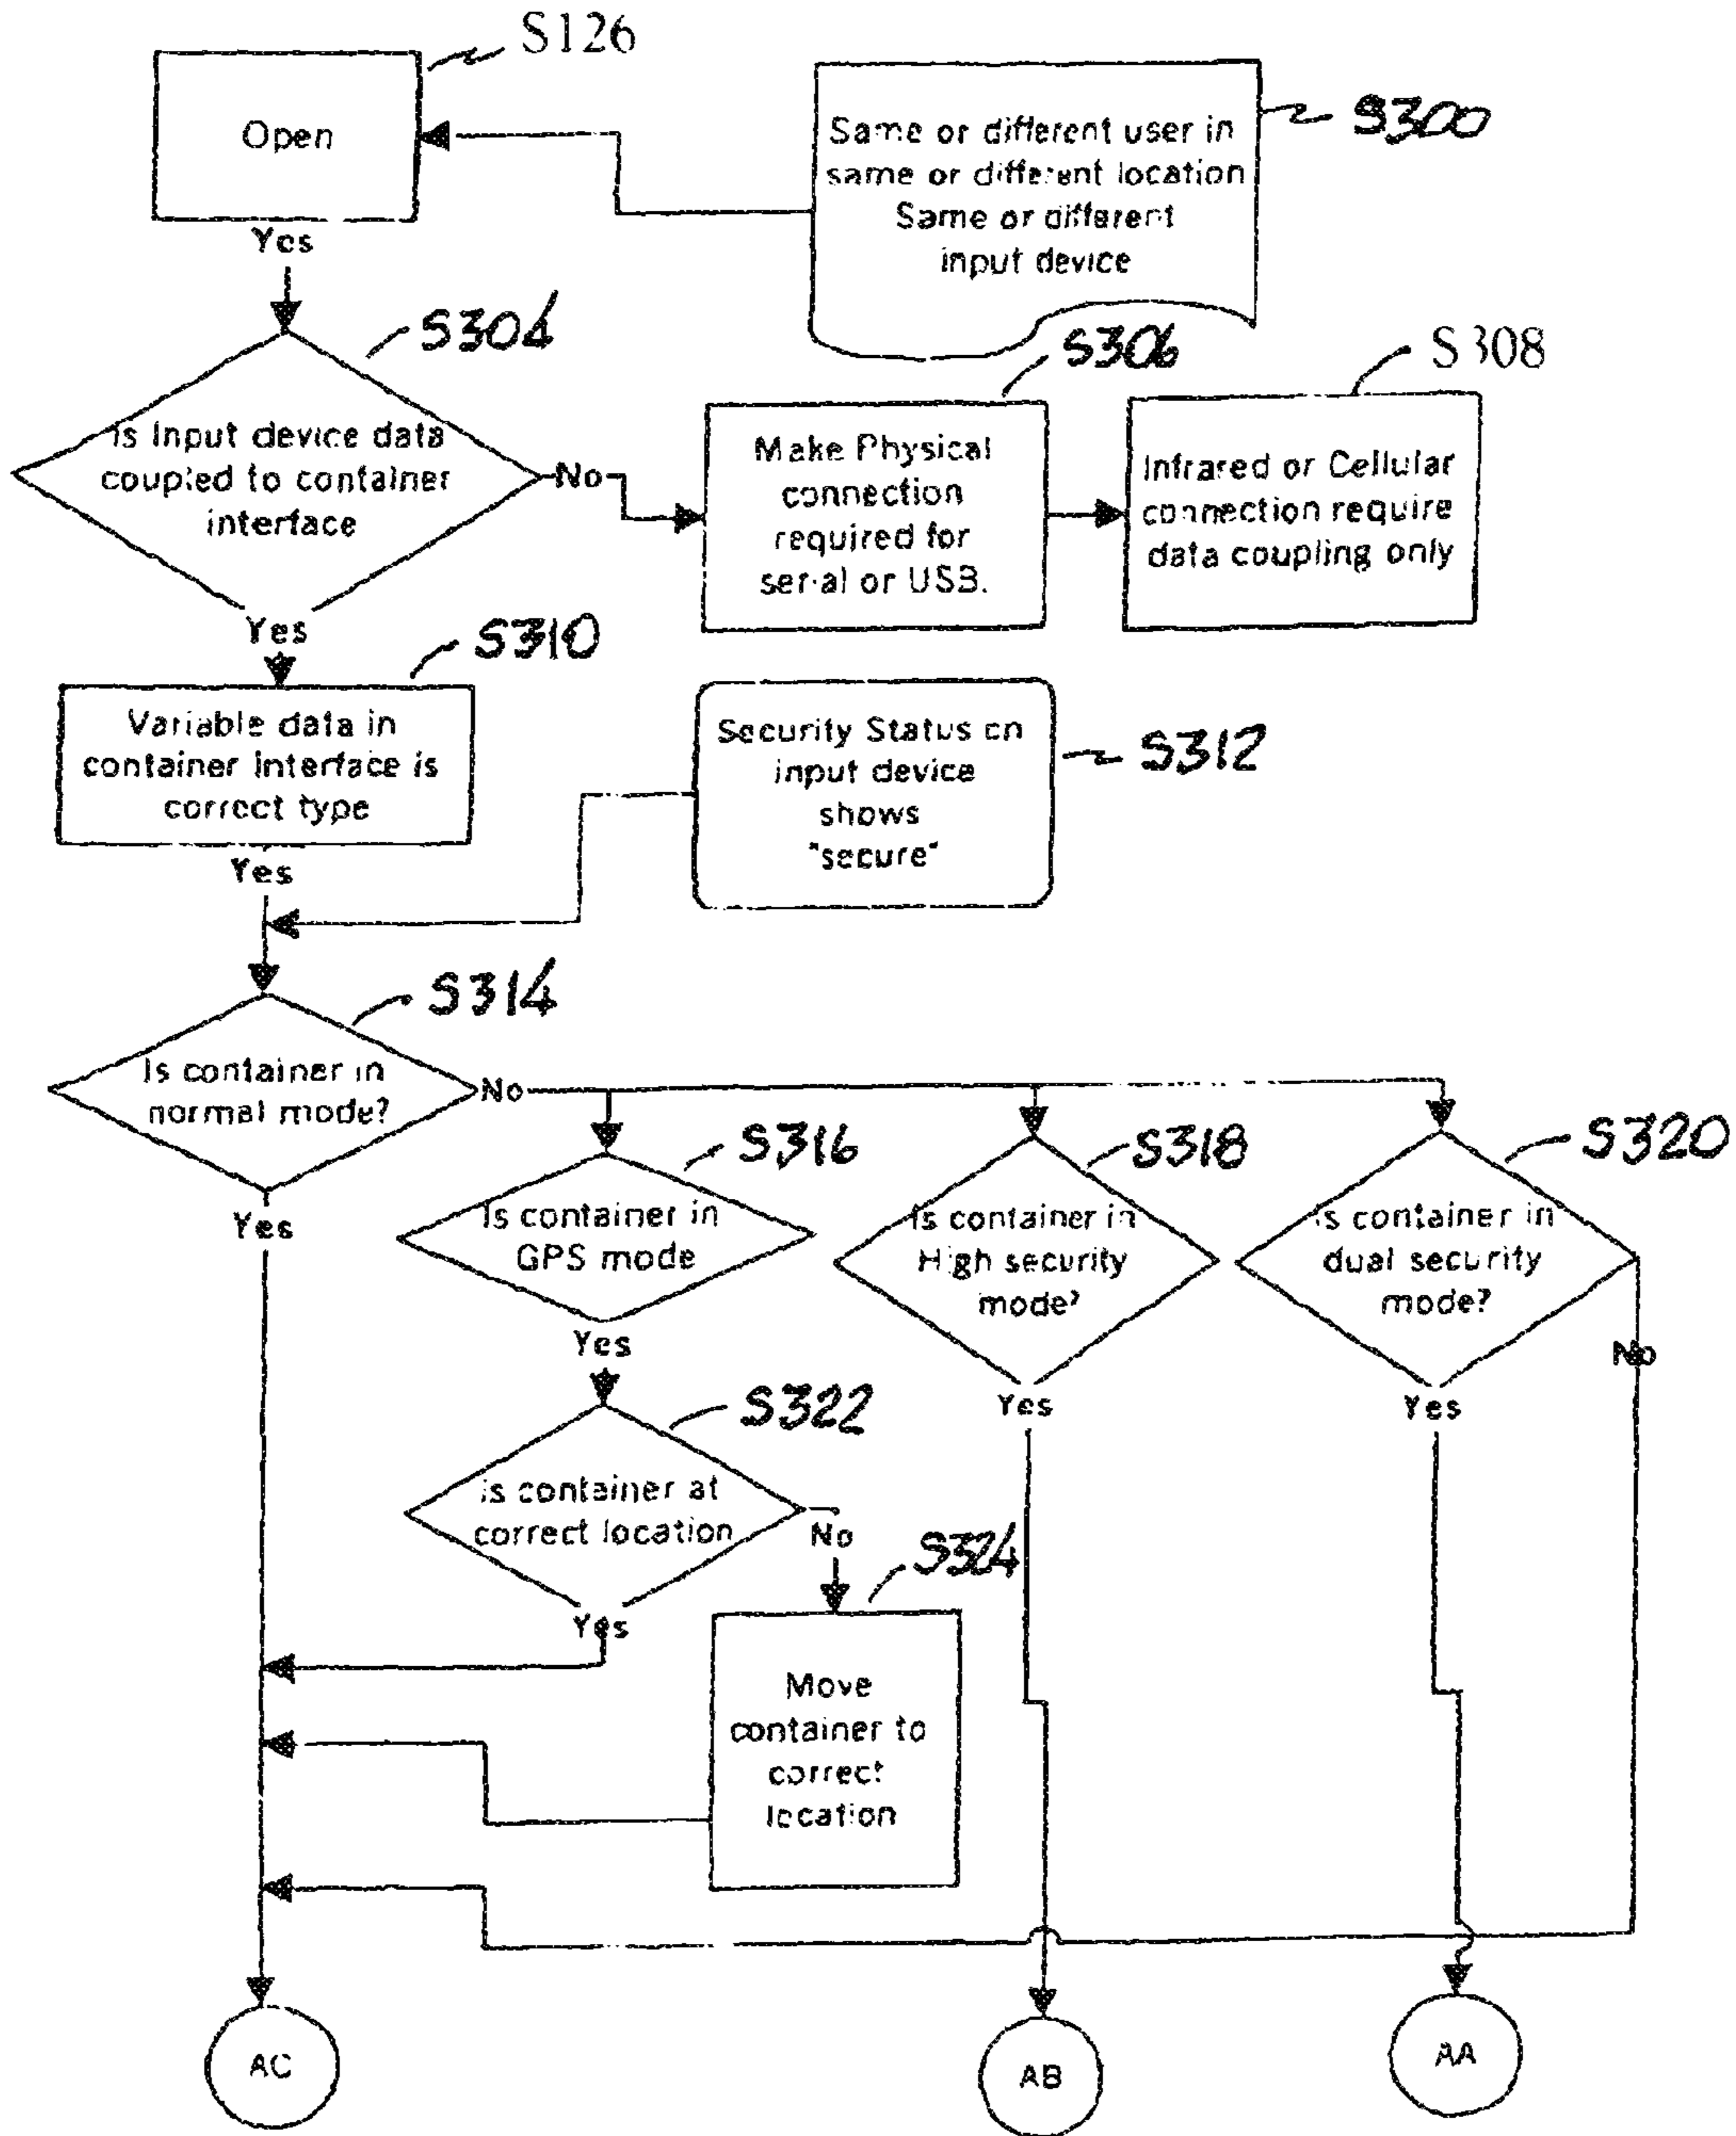 S126
Open
Same or different user in
same or different location
Same or different
input device
S300
Yes
S304
Is Input device data
coupled to container
interface
No
S306
Make Physical
connection
required for
serial or USB.
S308
Infrared or Cellular
connection require
data coupling only
Yes
S310
Variable data in
container interface is
correct type
Security Status on
input device
shows
"secure"
S312
Yes
S314
Is container in
normal mode?
No
Yes
S316
Is container in
GPS mode
Yes
S318
Is container in
High security
mode?
Yes
S320
Is container in
dual security
mode?
No
Yes
S322
is container at
correct location
No
Yes
S324
Move
container to
correct
location
AC
AB
AA